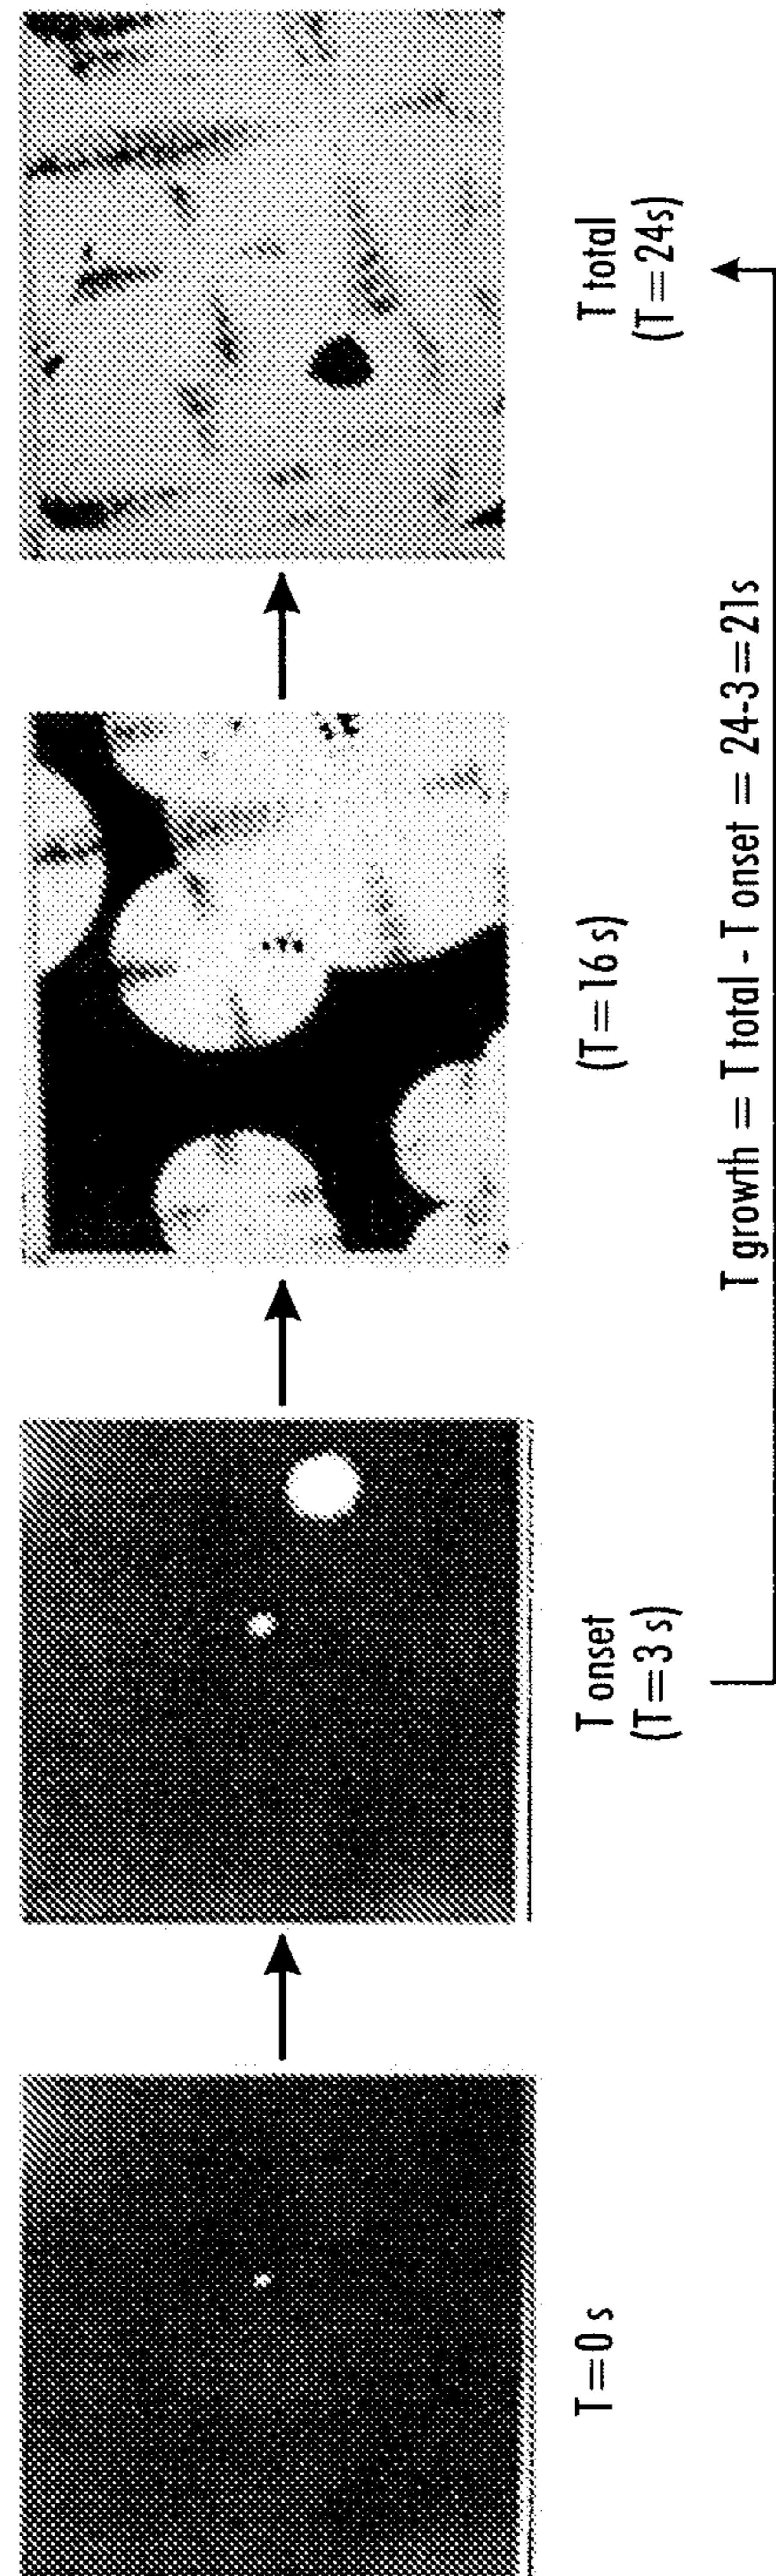 T=0 s
T onset
(T=3 s)
(T=16 s)
T total
(T=24s)
T growth = T total - T onset = 24-3=21s